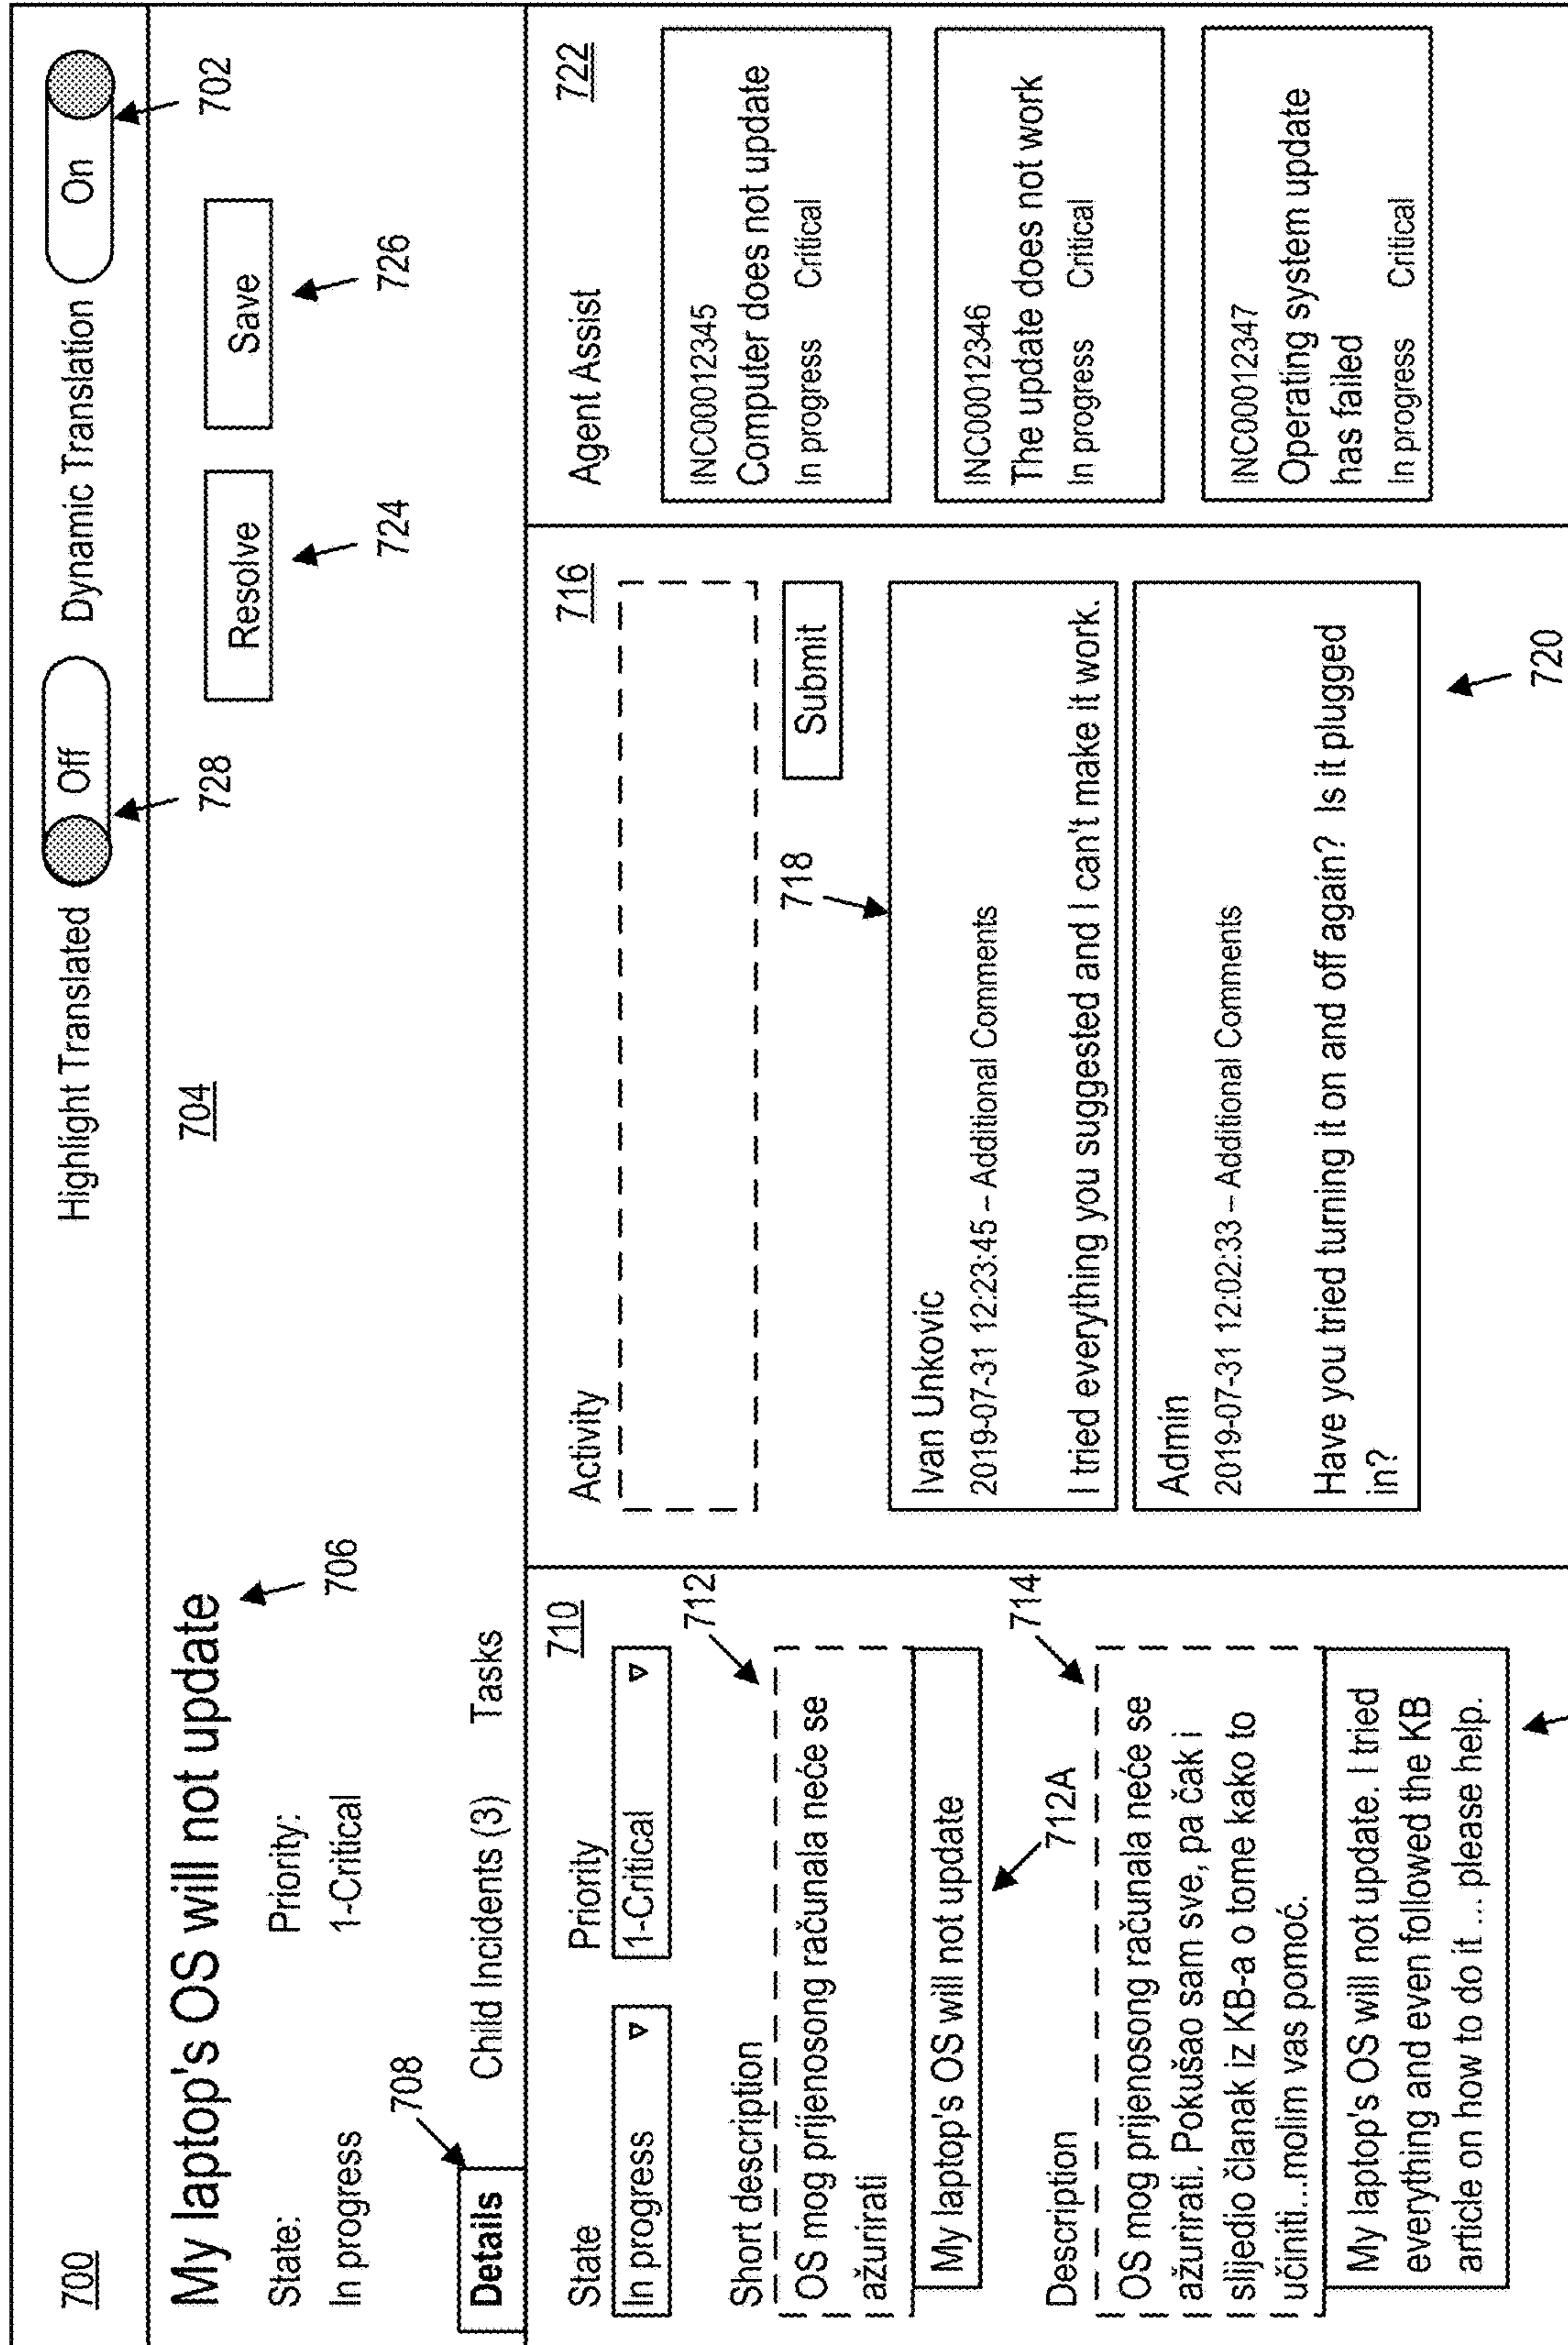 700
Highlight Translated
Off
Dynamic Translation
On
728
702
My laptop's OS will not update
704
706
State:
Priority:
In progress
1-Critical
Resolve
Save
724
726
708
Details
Child Incidents (3)
Tasks
710
State
Priority
In progress
1-Critical
712
Short description
OS mog prijenosong računala neće se
ažurirati
My laptop's OS will not update
712A
714
Description
OS mog prijenosong računala neće se
ažurirati. Pokušao sam sve, pa čak i
slijedio članak iz KB-a o tome kako to
učiniti...molim vas pomoć.
My laptop's OS will not update. I tried
everything and even followed the KB
article on how to do it ... please help.
Activity
716
Submit
718
Ivan Unkovic
2019-07-31 12:23:45 – Additional Comments
I tried everything you suggested and I can't make it work.
Admin
2019-07-31 12:02:33 – Additional Comments
Have you tried turning it on and off again? Is it plugged
in?
720
Agent Assist
722
INC00012345
Computer does not update
In progress Critical
INC00012346
The update does not work
In progress Critical
INC00012347
Operating system update
has failed
In progress Critical